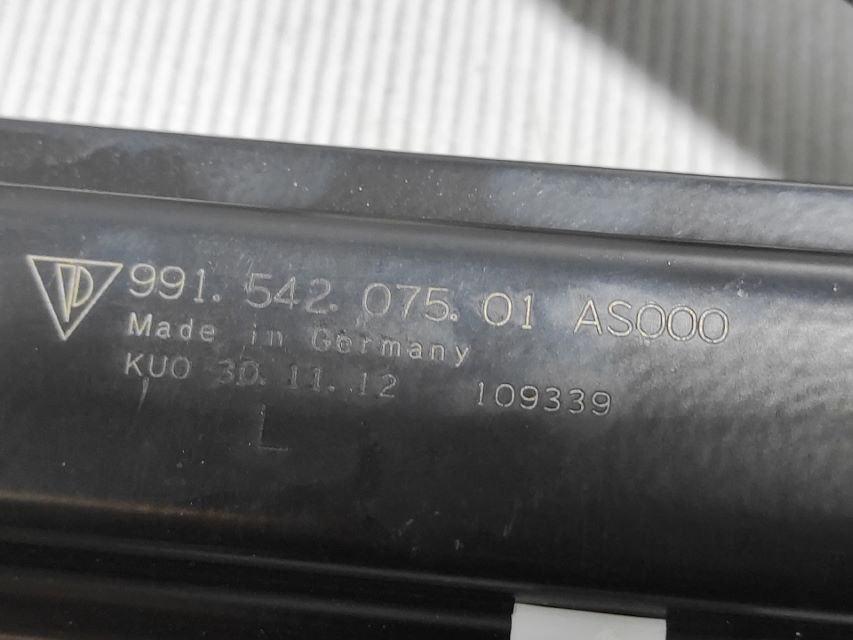 991. 542. 075. 01 AS000
Made in Germany
KUO 30. 11. 12 109339
L